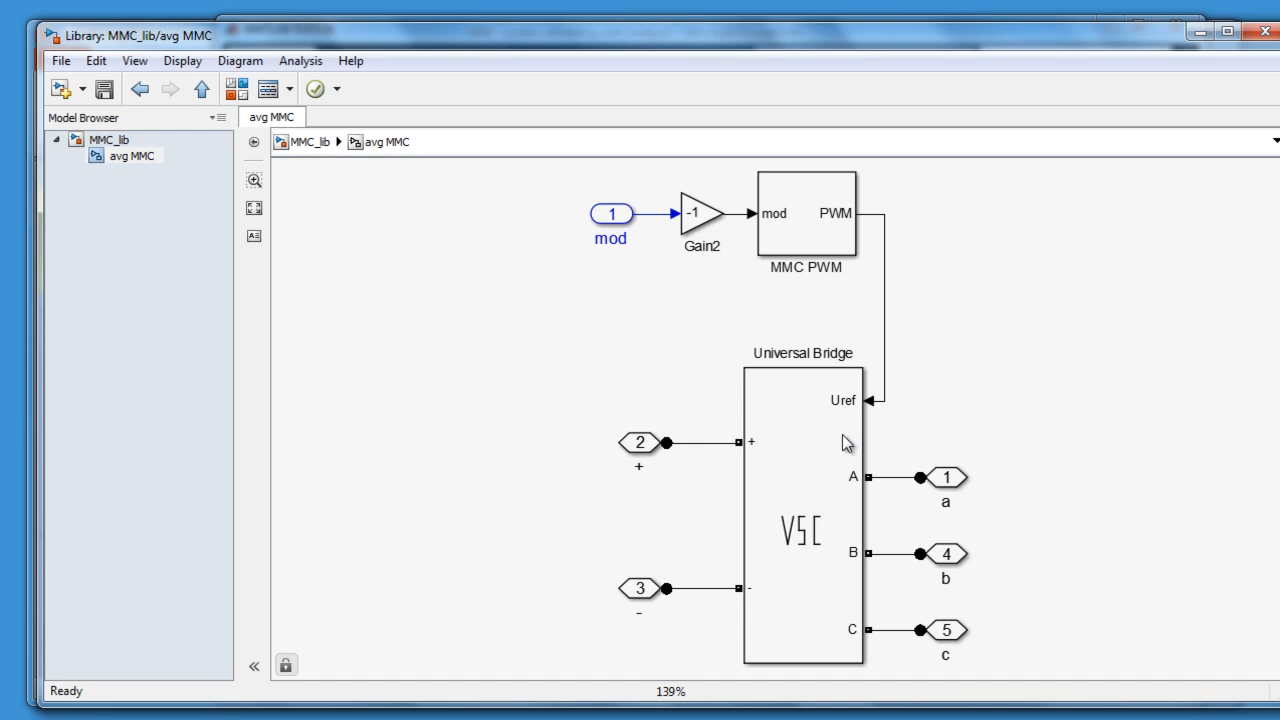 Library: MMC_lib/avg MMC
File Edit View Display Diagram Analysis Help
Model Browser
avg MMC
MMC_lib
avg MMC
MMC_lib avg MMC
1
mod
-1
Gain2
mod PWM
MMC PWM
Universal Bridge
Uref
2
+
+
A
1
a
VSC
B
4
b
3
-
-
C
5
c
Ready
139%